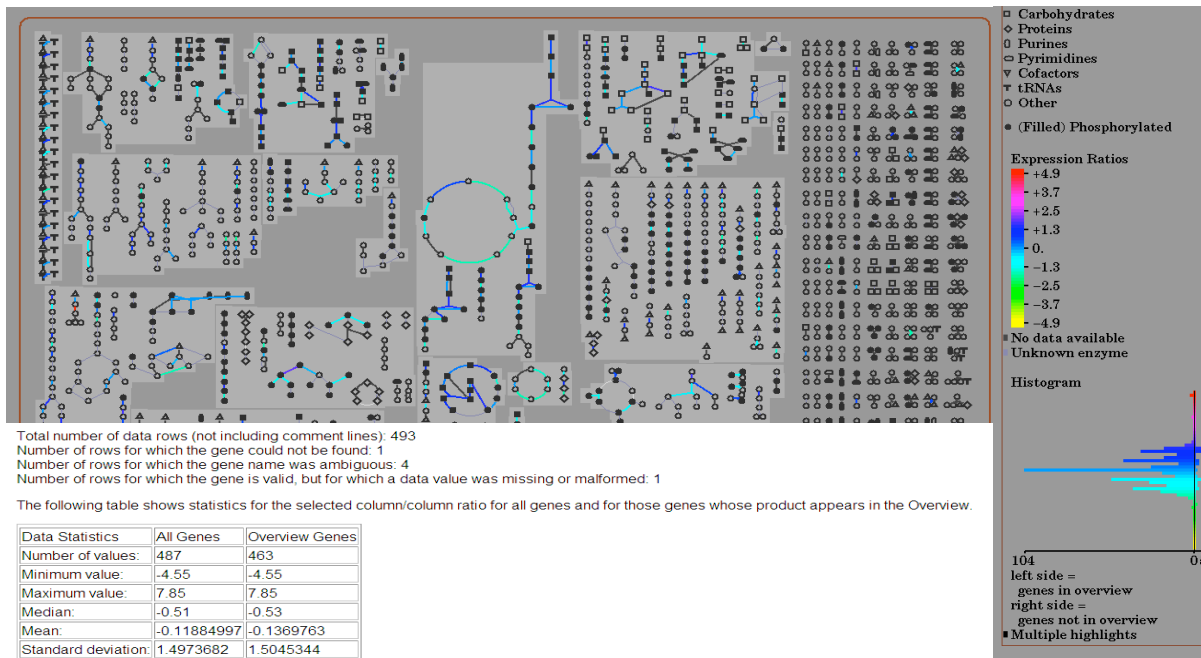 Carbohydrates
Proteins
Purines
Pyrimidines
Cofactors
tRNAs
Other
(Filled) Phosphorylated
Expression Ratios
+4.9
+3.7
+2.5
+1.3
0.
-1.3
-2.5
-3.7
-4.9
No data available
Unknown enzyme
Histogram
104
left side =
genes in overview
right side =
genes not in overview
Multiple highlights
Total number of data rows (not including comment lines): 493
Number of rows for which the gene could not be found: 1
Number of rows for which the gene name was ambiguous: 4
Number of rows for which the gene is valid, but for which a data value was missing or malformed: 1
The following table shows statistics for the selected column/column ratio for all genes and for those genes whose product appears in the Overview.
Data Statistics All Genes Overview Genes
Number of values: 487 463
Minimum value: -4.55 -4.55
Maximum value: 7.85 7.85
Median: -0.51 -0.53
Mean: -0.11884997 -0.1369763
Standard deviation: 1.4973682 1.5045344